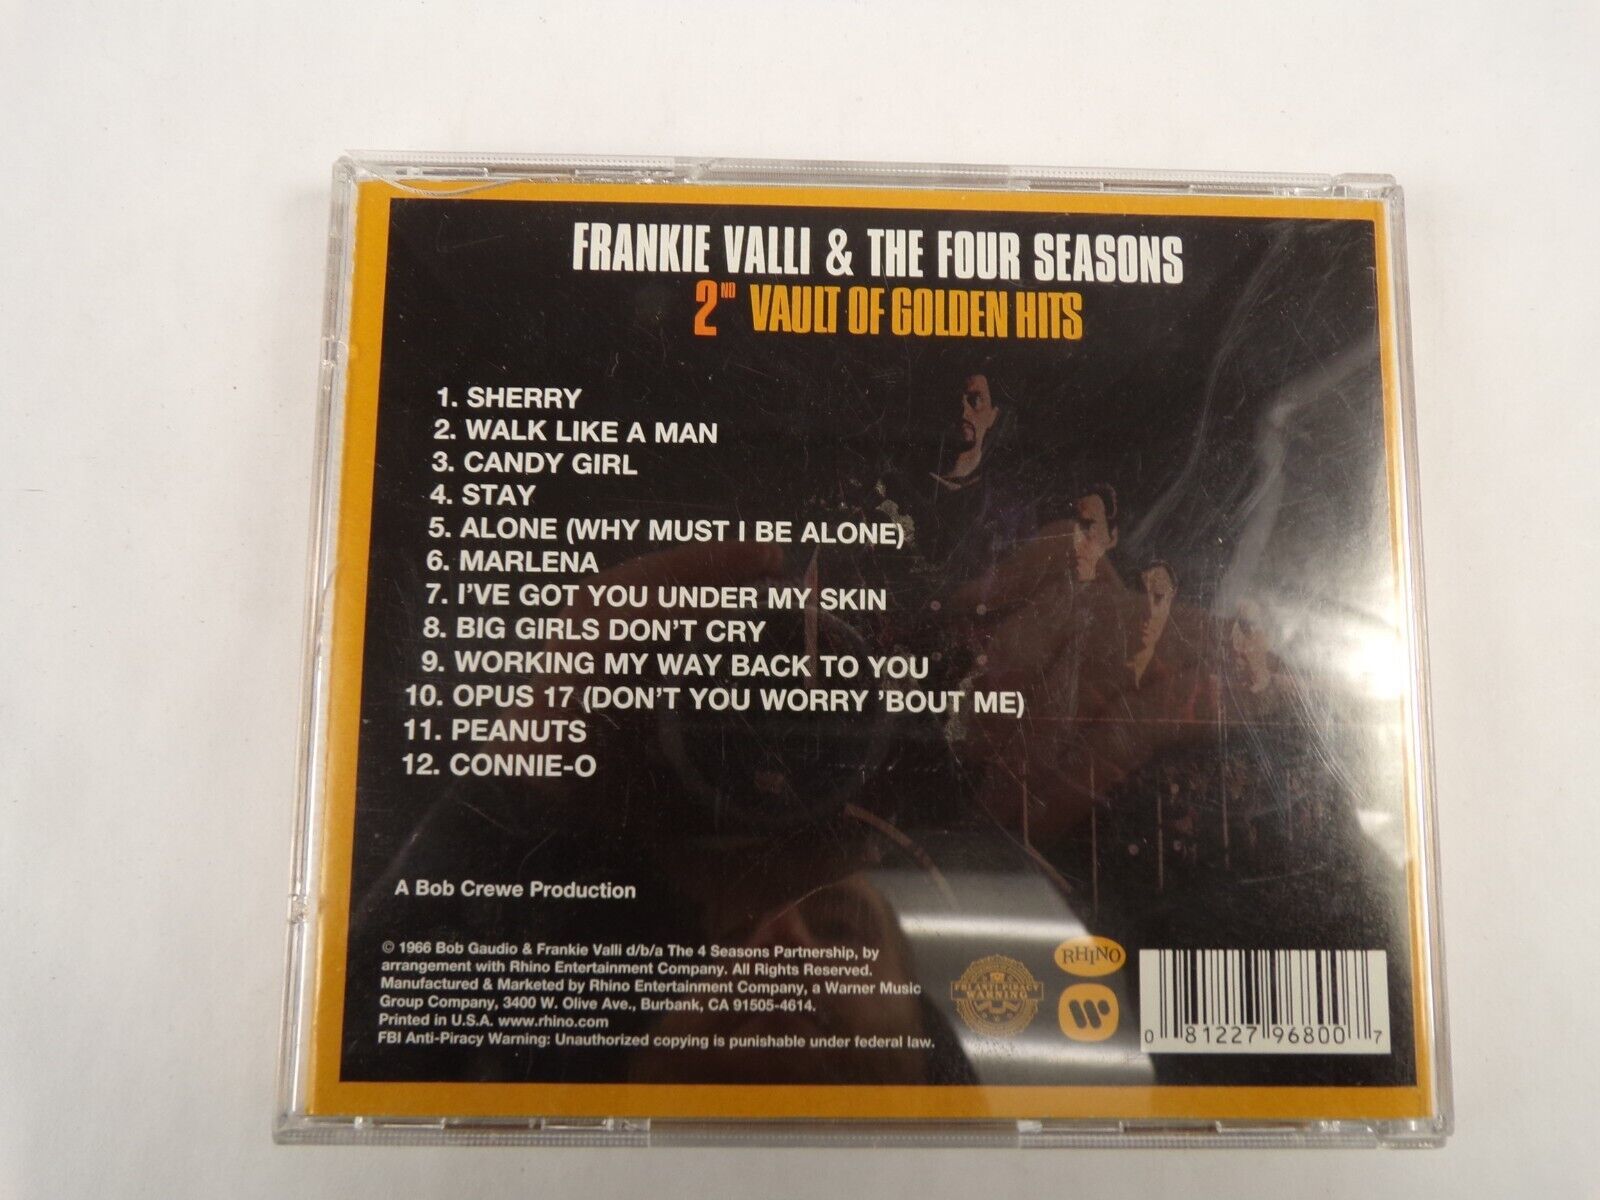 FRANKIE VALLI & THE FOUR SEASONS
2ND VAULT OF GOLDEN HITS
1. SHERRY
2. WALK LIKE A MAN
3. CANDY GIRL
4. STAY
5. ALONE (WHY MUST I BE ALONE)
6. MARLENA
7. I'VE GOT YOU UNDER MY SKIN
8. BIG GIRLS DON'T CRY
9. WORKING MY WAY BACK TO YOU
10. OPUS 17 (DON'T YOU WORRY 'BOUT ME)
11. PEANUTS
12. CONNIE-O
A Bob Crewe Production
© 1966 Bob Gaudio & Frankie Valli d/b/a The 4 Seasons Partnership, by
arrangement with Rhino Entertainment Company. All Rights Reserved.
Manufactured & Marketed by Rhino Entertainment Company, a Warner Music
Group Company, 3400 W. Olive Ave., Burbank, CA 91505-4614.
Printed in U.S.A. www.rhino.com
FBI Anti-Piracy Warning: Unauthorized copying is punishable under federal law.
FBI ANTI-PIRACY
WARNING
RHINO
0 81227 96800 7